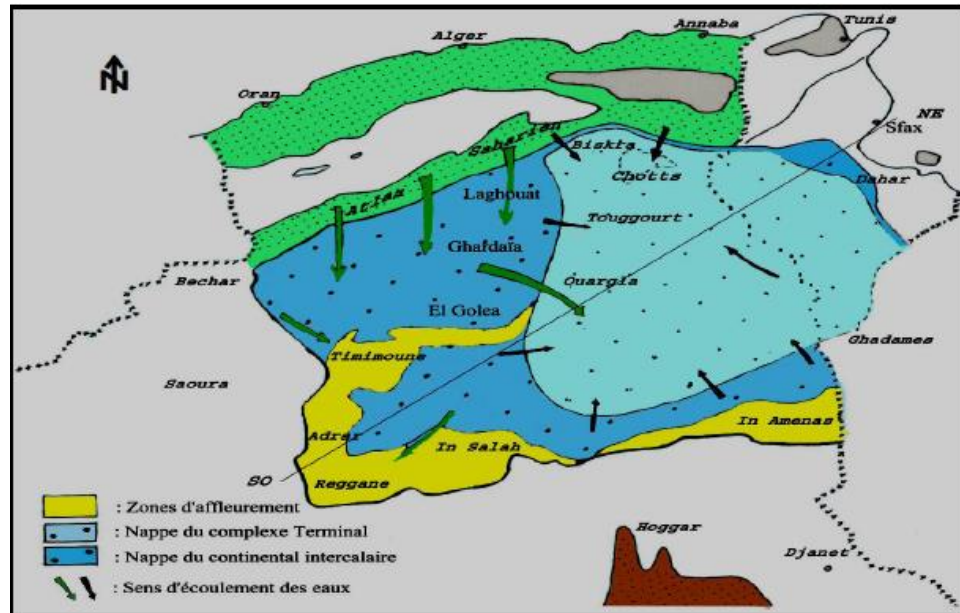 Tunis
Annaba
Alger
N
Oran
NE
Sfax
Atlas Saharien
Biskra
Chotts
Dahar
Laghouat
Touggourt
Ghardaïa
Bechar
Ouargla
El Golea
Ghadames
Timimoune
Saoura
In Amenas
Adrar
In Salah
SO
Reggane
: Zones d'affleurement
: Nappe du complexe Terminal
: Nappe du continental intercalaire
: Sens d'écoulement des eaux
Hoggar
Djanet